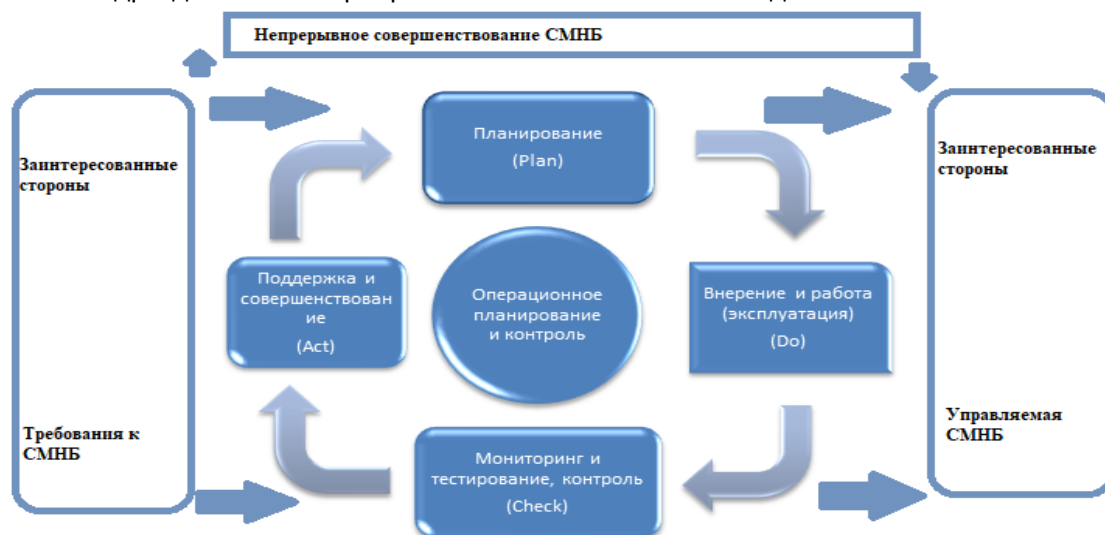 Непрерывное совершенствование СМНБ
Заинтересованные
стороны
Требования к
СМНБ
Планирование
(Plan)
Поддержка и
совершенствован
ие
(Act)
Операционное
планирование
и контроль
Внерение и работа
(эксплуатация)
(Do)
Мониторинг и
тестирование, контроль
(Check)
Заинтересованные
стороны
Управляемая
СМНБ